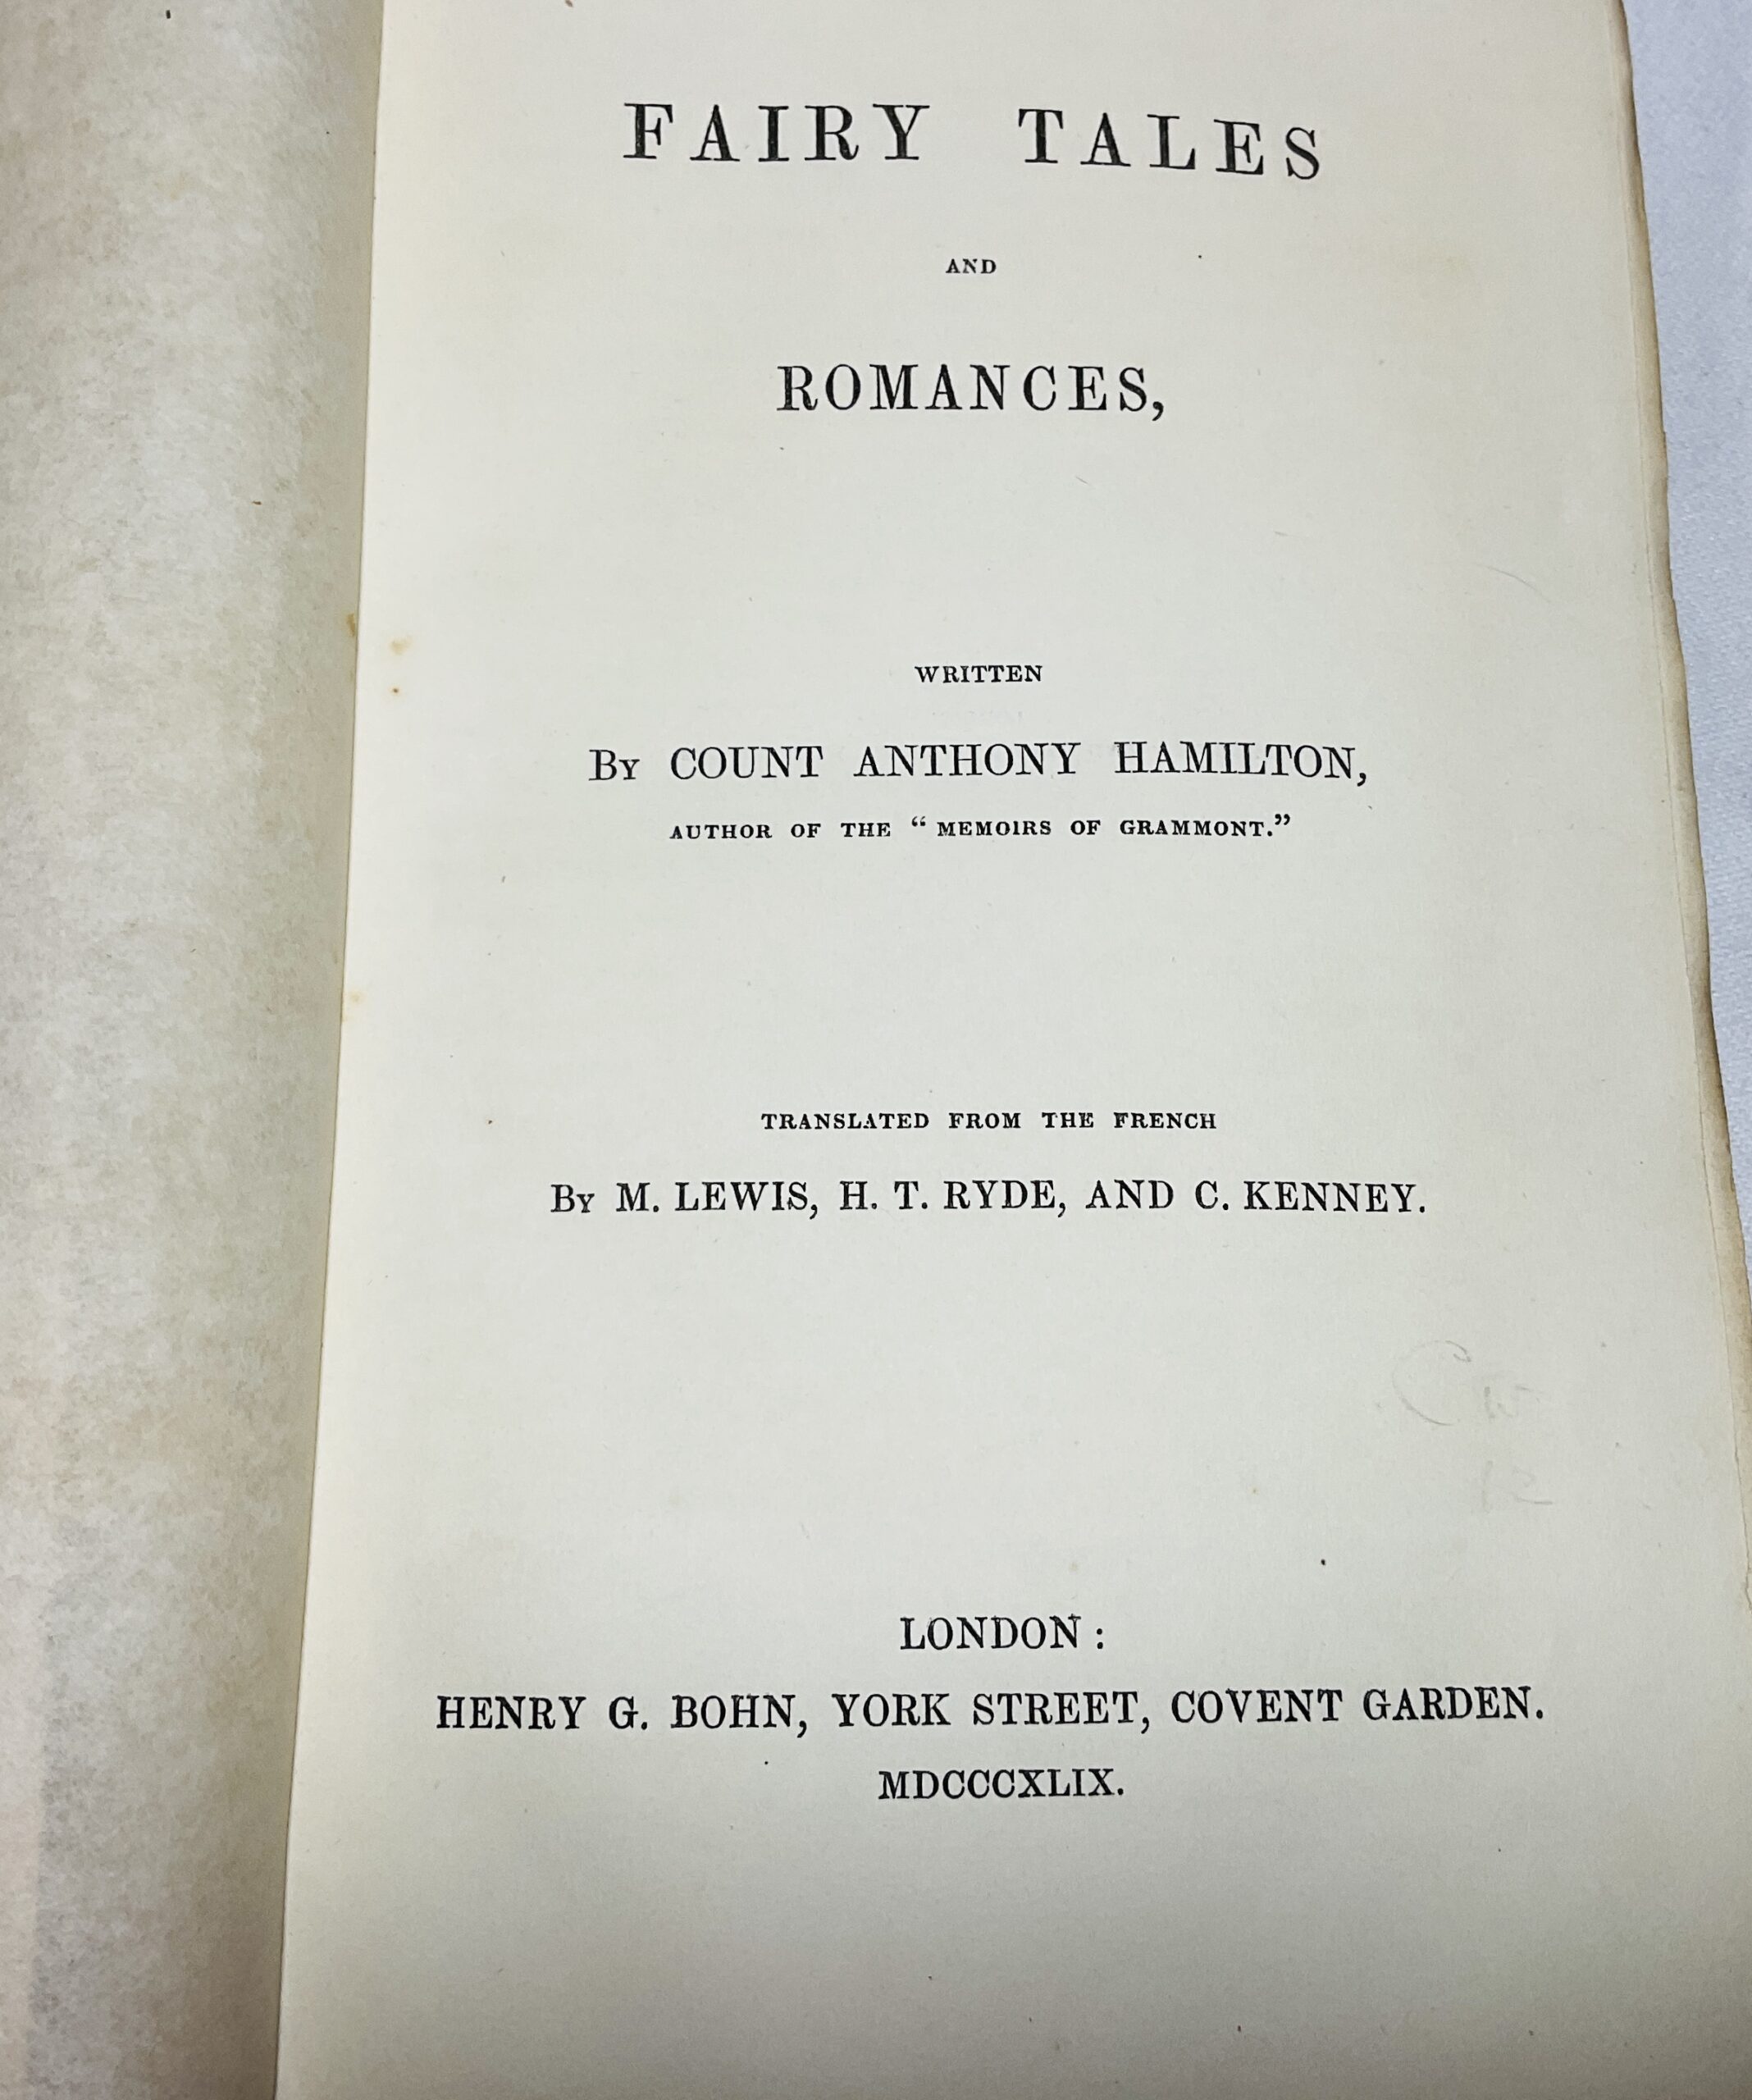 FAIRY TALES
AND
ROMANCES,
WRITTEN
By COUNT ANTHONY HAMILTON,
AUTHOR OF THE “ MEMOIRS OF GRAMMONT.”
TRANSLATED FROM THE FRENCH
By M. LEWIS, H. T. RYDE, AND C. KENNEY.
LONDON :
HENRY G. BOHN, YORK STREET, COVENT GARDEN.
MDCCCXLIX.